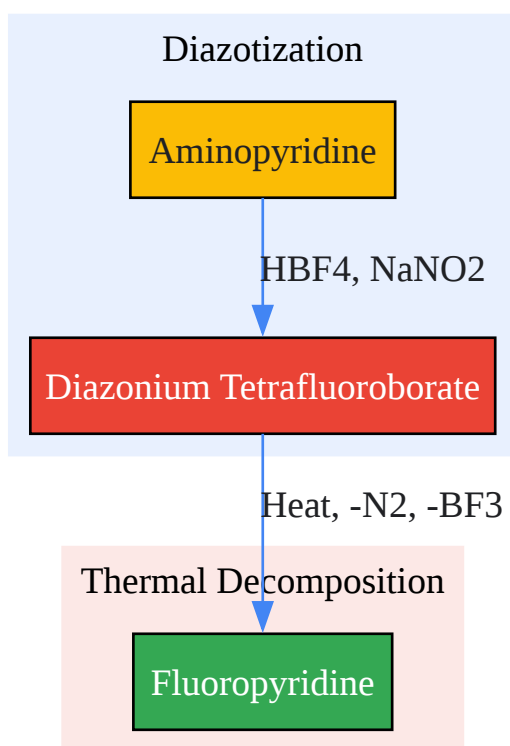 Diazotization
Aminopyridine
HBF4, NaNO2
Diazonium Tetrafluoroborate
Heat, -N2, -BF3
Thermal Decomposition
Fluoropyridine